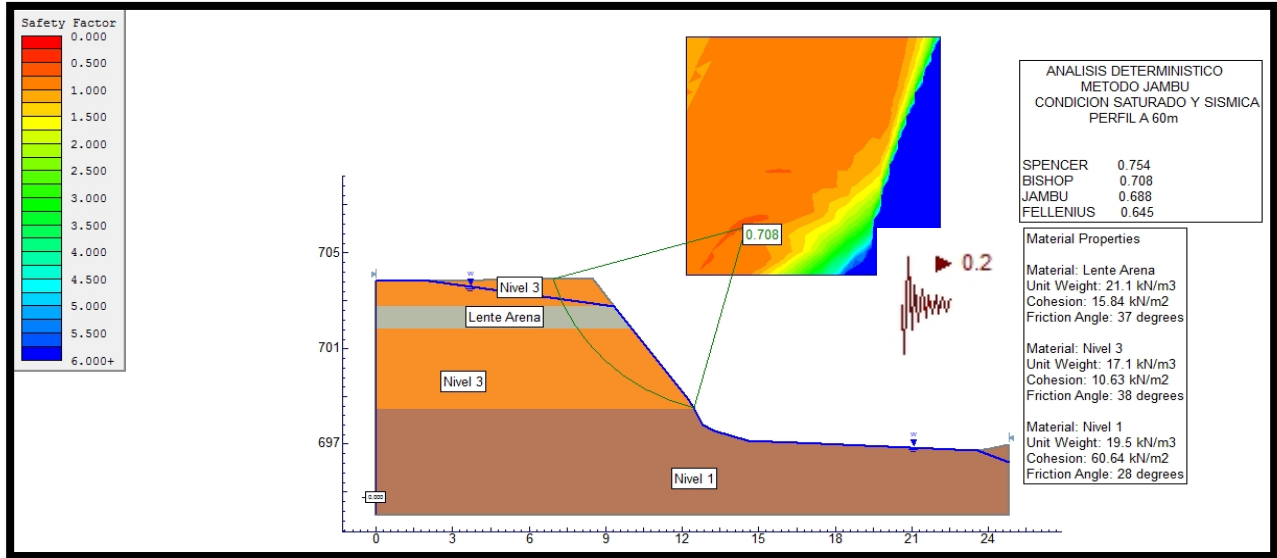 Safety Factor
0.000
0.500
1.000
1.500
2.000
2.500
3.000
3.500
4.000
4.500
5.000
5.500
6.000+
ANALISIS DETERMINISTICO
METODO JAMBU
CONDICION SATURADO Y SISMICA
PERFIL A 60m
SPENCER 0.754
BISHOP 0.708
JAMBU 0.688
FELLENIUS 0.645
Material Properties
Material: Lente Arena
Unit Weight: 21.1 kN/m3
Cohesion: 15.84 kN/m2
Friction Angle: 37 degrees
Material: Nivel 3
Unit Weight: 17.1 kN/m3
Cohesion: 10.63 kN/m2
Friction Angle: 38 degrees
Material: Nivel 1
Unit Weight: 19.5 kN/m3
Cohesion: 60.64 kN/m2
Friction Angle: 28 degrees
0.708
0.2
705
701
697
W
Nivel 3
Lente Arena
Nivel 3
W
Nivel 1
0 3 6 9 12 15 18 21 24